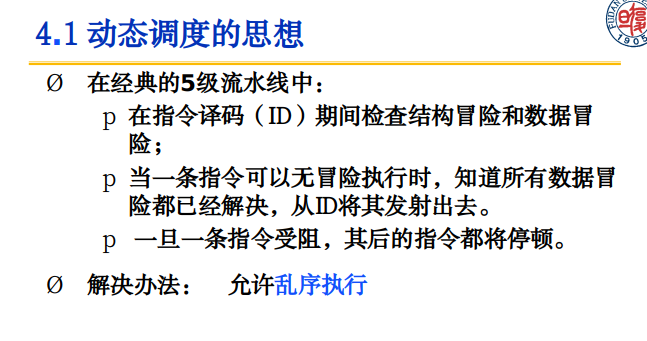 4.1 动态调度的思想
Ø 在经典的5级流水线中：
p 在指令译码（ID）期间检查结构冒险和数据冒
险；
p 当一条指令可以无冒险执行时，知道所有数据冒
险都已经解决，从ID将其发射出去。
p 一旦一条指令受阻，其后的指令都将停顿。
Ø 解决办法： 允许乱序执行
1905